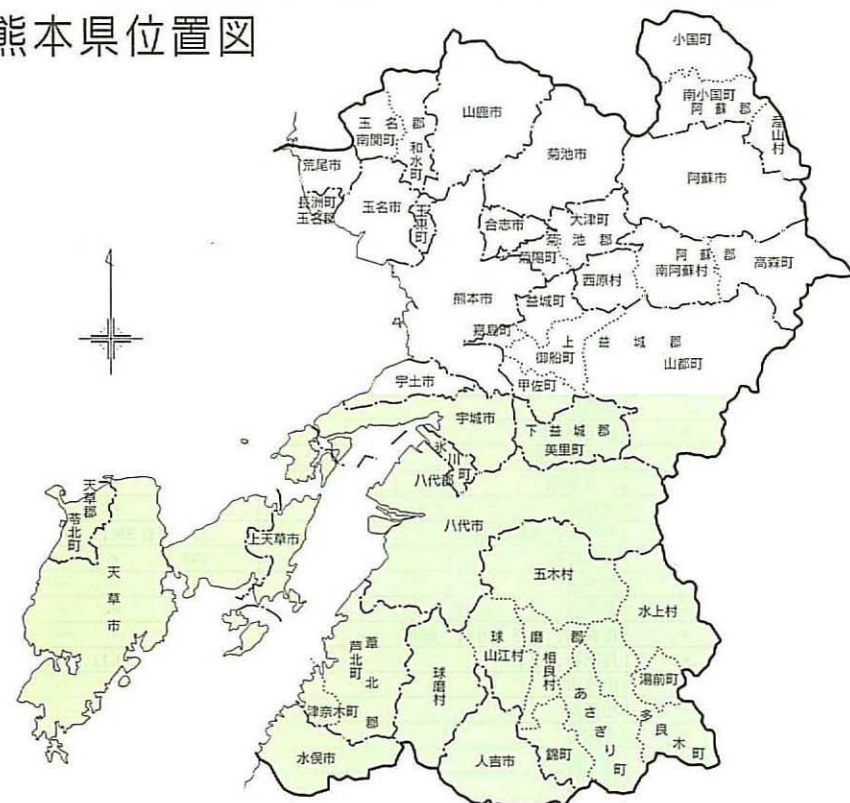 熊本県位置図
小国町
南小国町
阿蘇郡
産山村
山鹿市
玉名郡
南関町
和水町
菊池市
荒尾市
阿蘇市
長洲町
玉名郡
玉名市
玉東町
合志市
大津町
菊池郡
菊陽町
西原村
阿蘇郡
南阿蘇村
高森町
熊本市
益城町
嘉島町
上益城郡
御船町
山都町
甲佐町
宇土市
宇城市
下益城郡
美里町
氷川町
八代郡
八代市
天草郡
苓北町
上天草市
天草市
五木村
水上村
球磨郡
山江村
相良村
湯前町
葦北郡
芦北町
球磨村
あさぎり町
多良木町
津奈木町
水俣市
人吉市
錦町